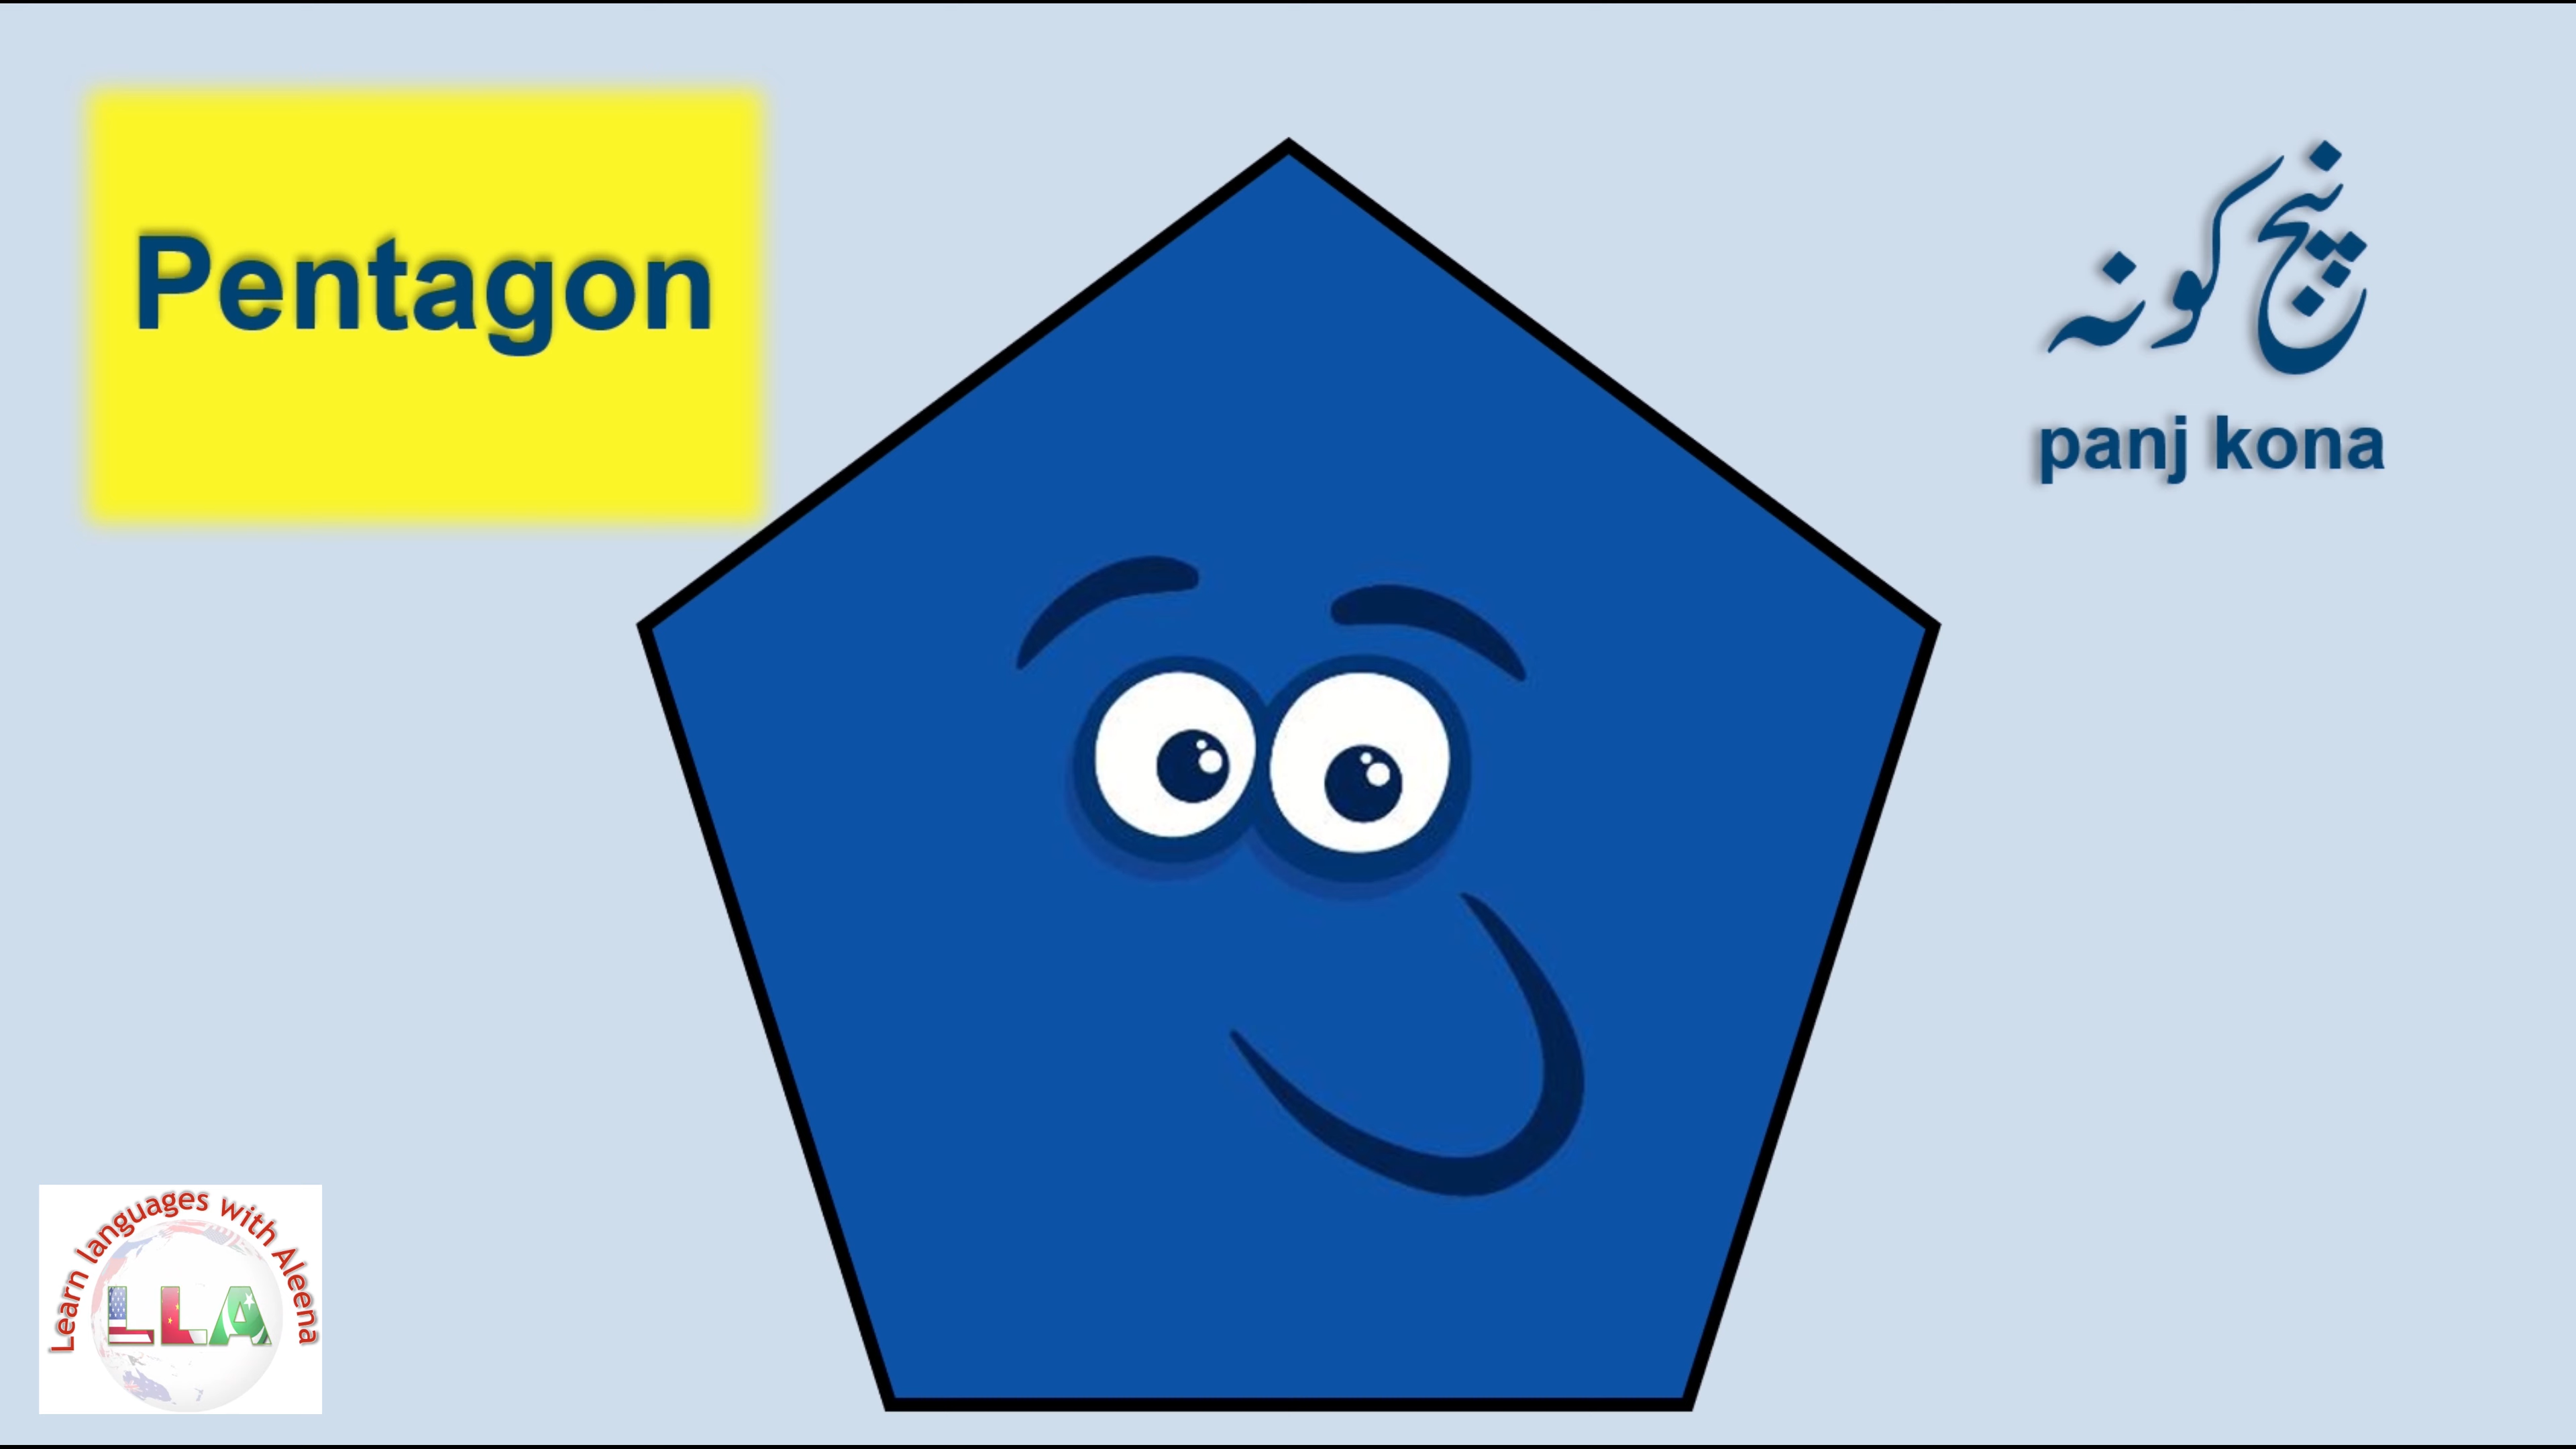 Pentagon
پنج کونہ
panj kona
Learn languages with Aleena
LLA